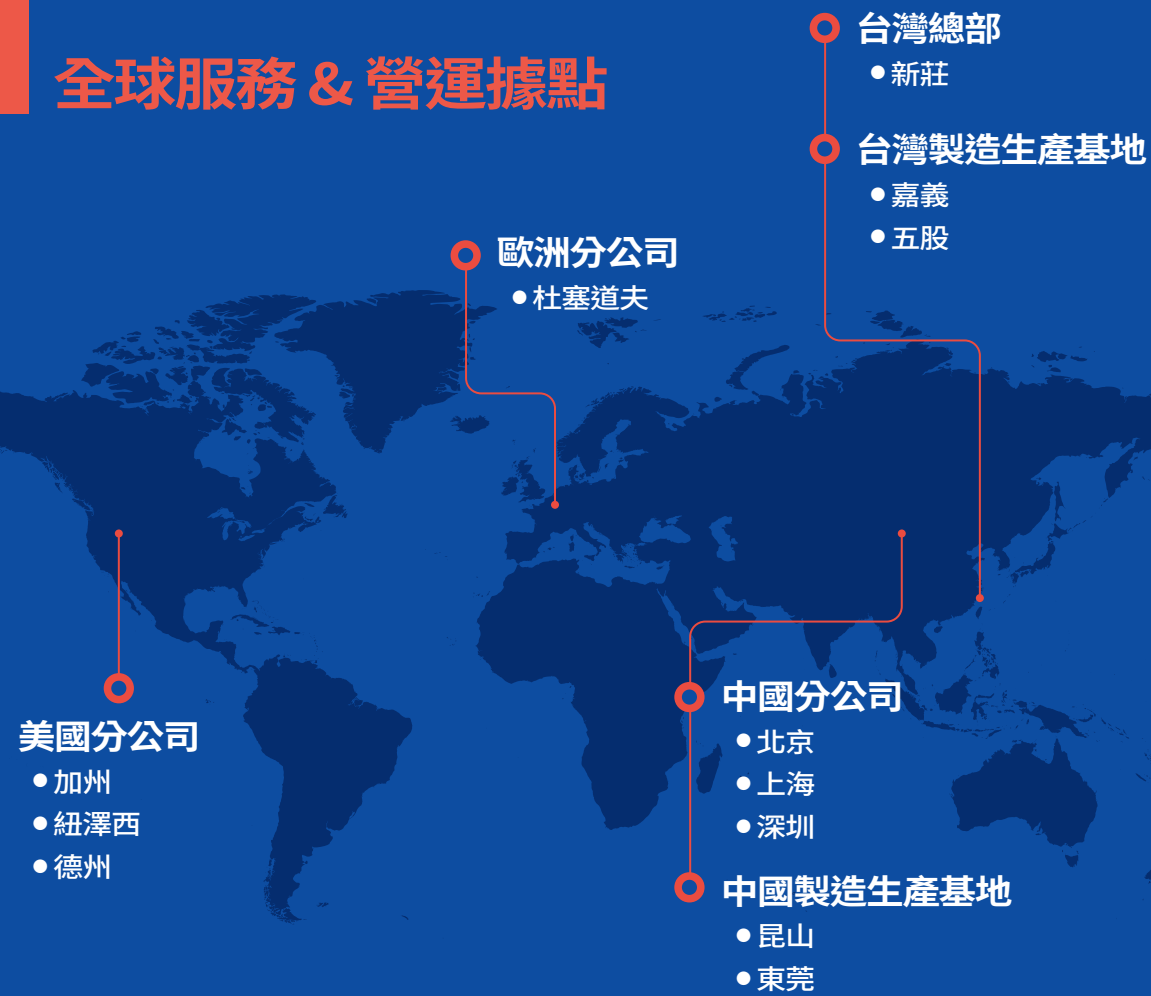 全球服務 & 營運據點
台灣總部
●新莊
台灣製造生產基地
●嘉義
●五股
歐洲分公司
●杜塞道夫
美國分公司
●加州
●紐澤西
●德州
中國分公司
●北京
●上海
●深圳
中國製造生產基地
●昆山
●東莞